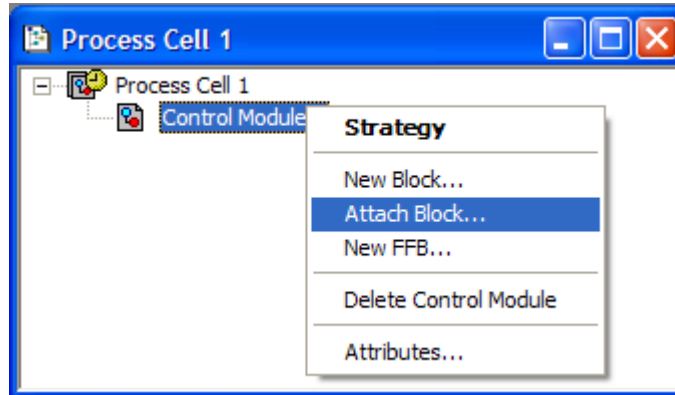 Process Cell 1
Process Cell 1
Control Module
Strategy
New Block...
Attach Block...
New FFB...
Delete Control Module
Attributes...